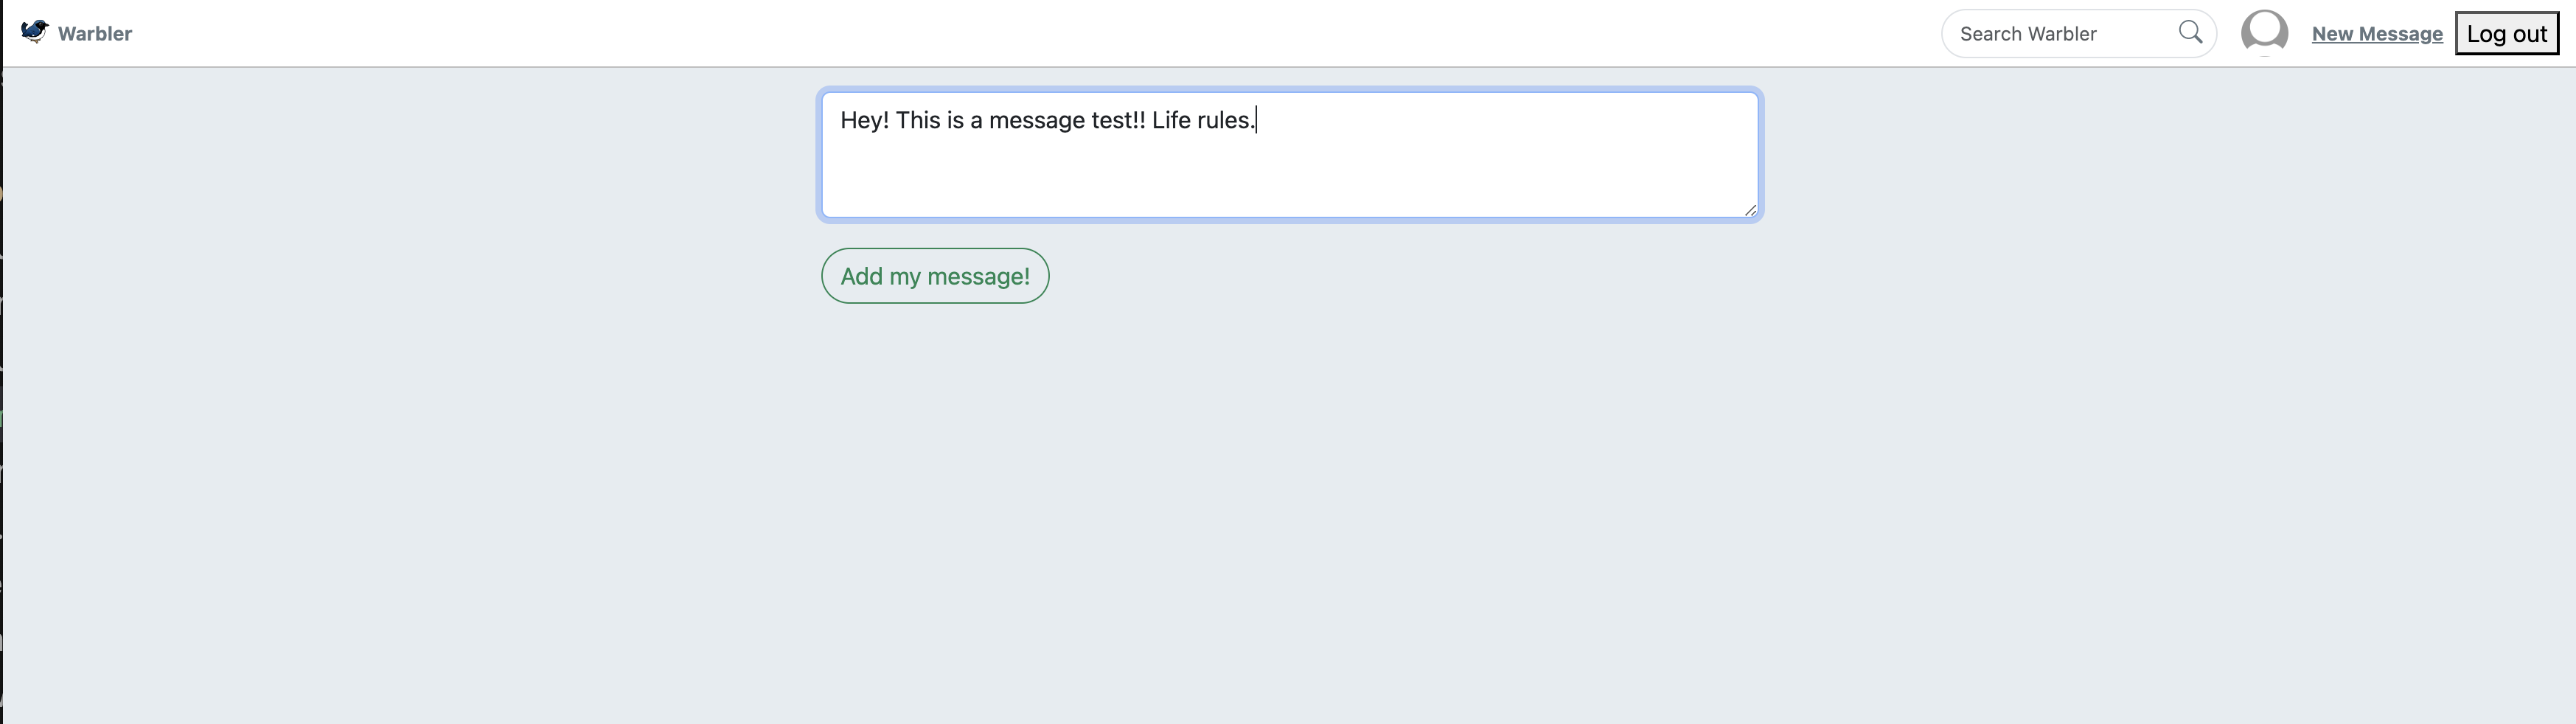 Warbler
Search Warbler
New Message
Log out
Hey! This is a message test!! Life rules.
Add my message!